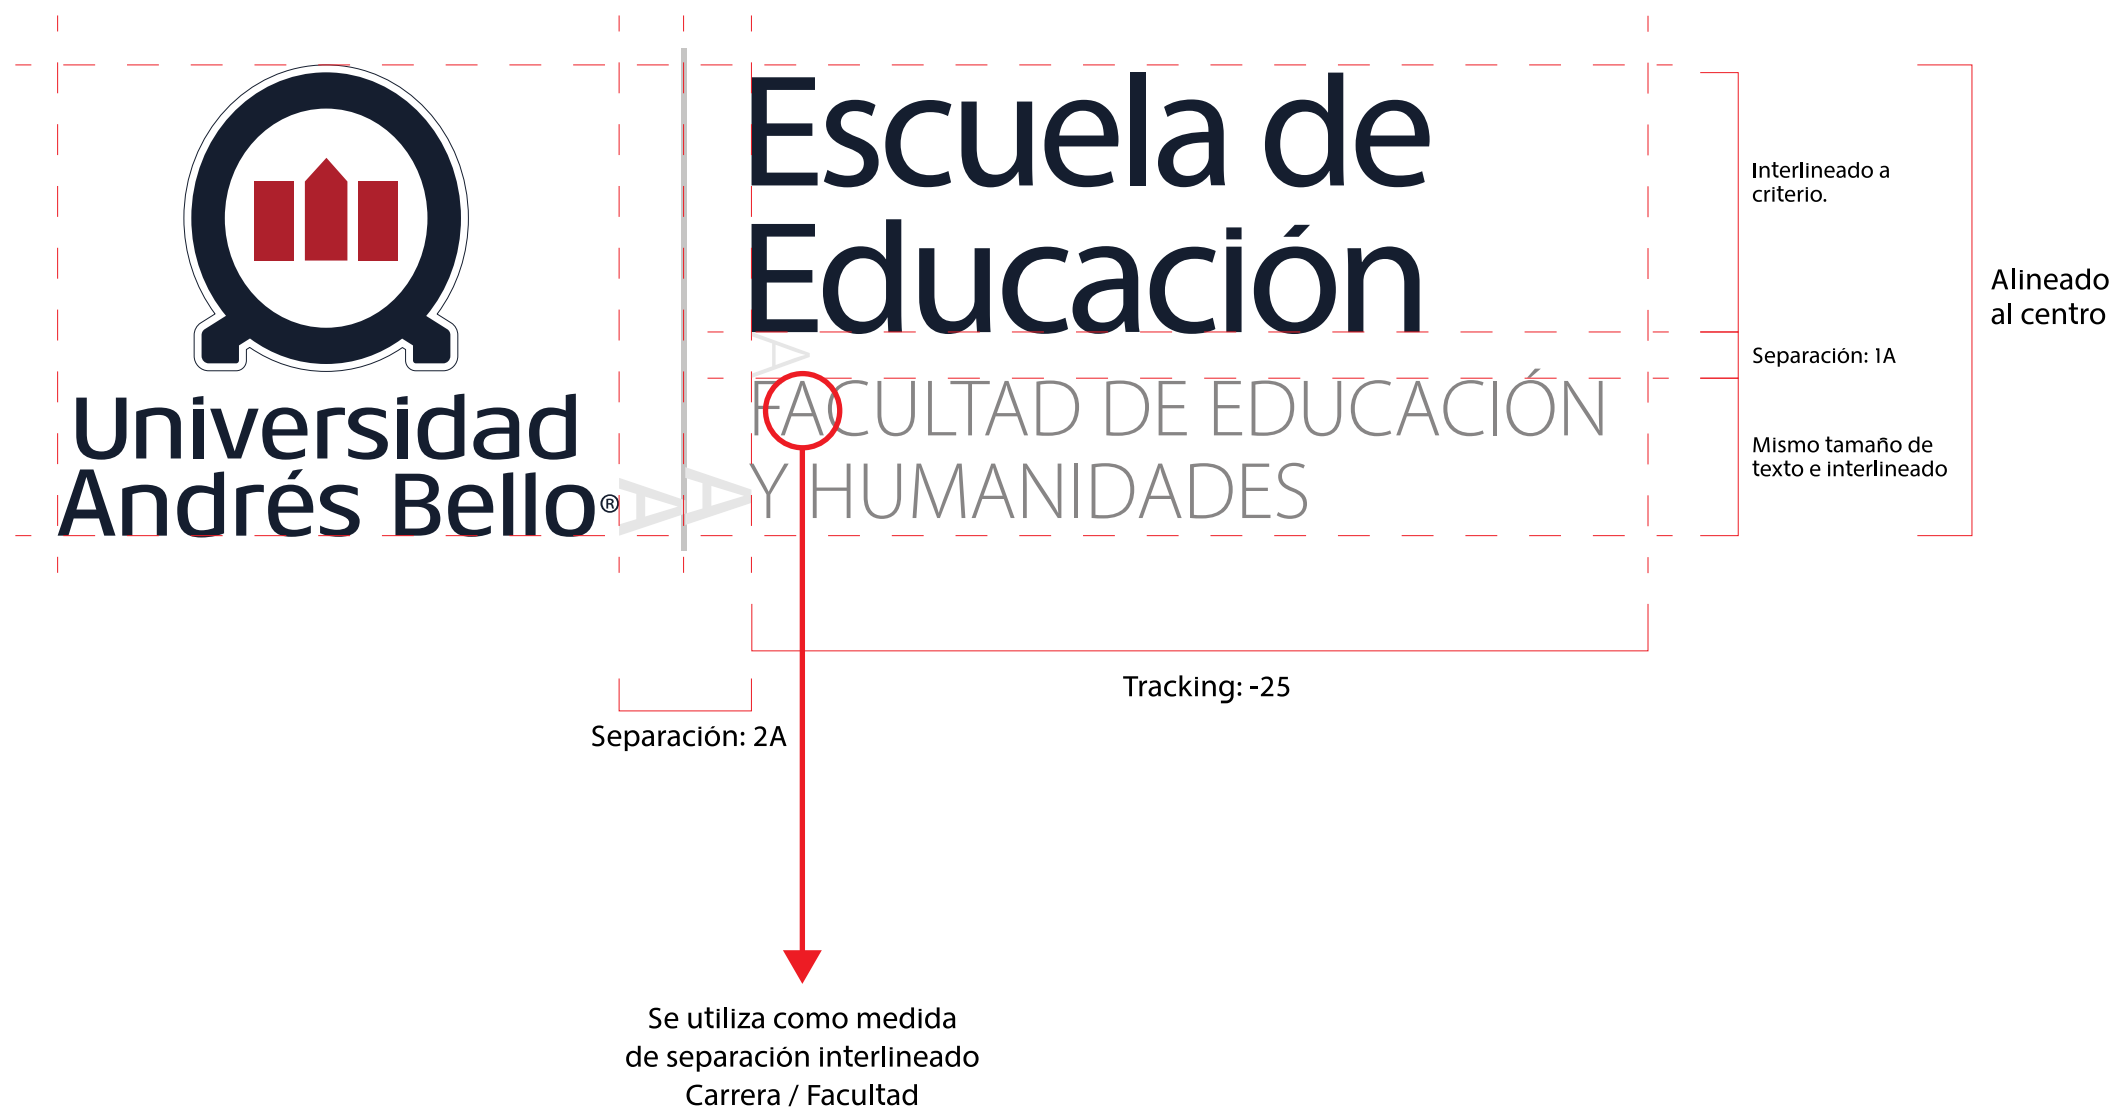 Universidad
Andrés Bello®
Escuela de
Educación
A
FACULTAD DE EDUCACIÓN
Y HUMANIDADES
A A
Interlineado a
criterio.
Separación: 1A
Mismo tamaño de
texto e interlineado
Alineado
al centro
Tracking: -25
Separación: 2A
Se utiliza como medida
de separación interlineado
Carrera / Facultad